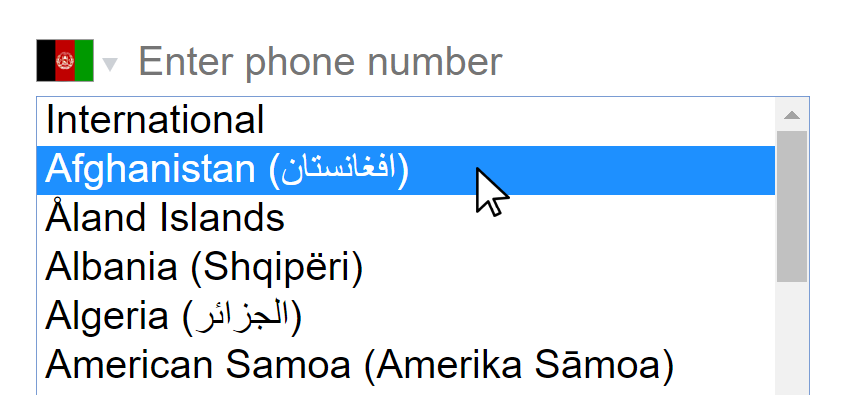 Enter phone number
International
Afghanistan (افغانستان)
Åland Islands
Albania (Shqipëri)
Algeria (الجزائر)
American Samoa (Amerika Sāmoa)